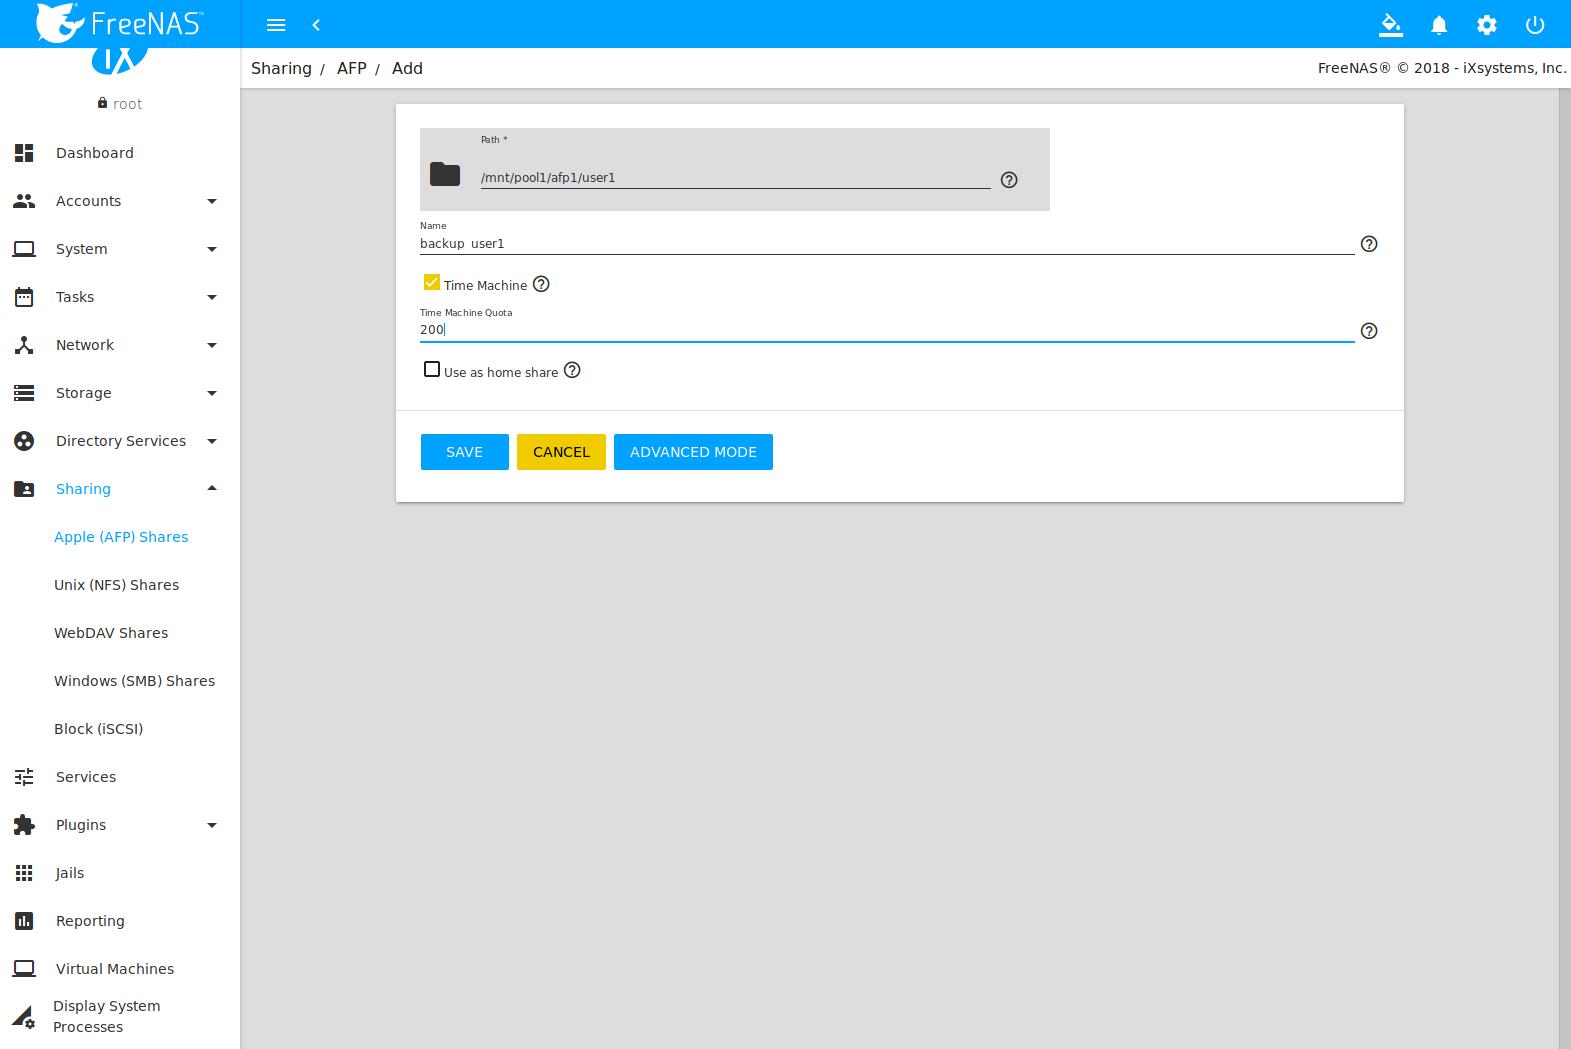 FreeNAS™
Sharing / AFP / Add
FreeNAS® © 2018 - iXsystems, Inc.
iX
root
Dashboard
Accounts
System
Tasks
Network
Storage
Directory Services
Sharing
Apple (AFP) Shares
Unix (NFS) Shares
WebDAV Shares
Windows (SMB) Shares
Block (iSCSI)
Services
Plugins
Jails
Reporting
Virtual Machines
Display System
Processes
Path *
/mnt/pool1/afp1/user1
Name
backup_user1
Time Machine
Time Machine Quota
200
Use as home share
SAVE CANCEL ADVANCED MODE